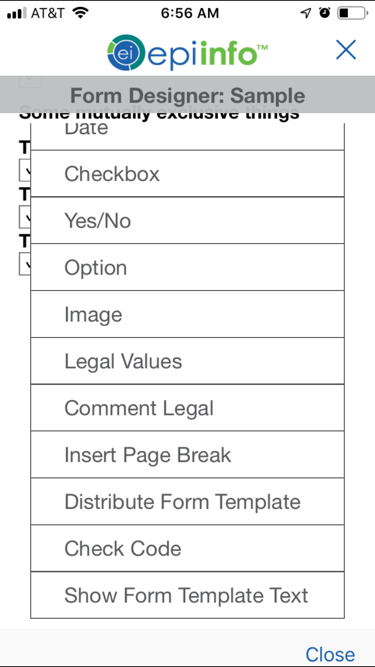 AT&T 6:56 AM
ei epiinfo™
Form Designer: Sample
Some mutually exclusive things
Date
T
Checkbox
T
Yes/No
T
Option
Image
Legal Values
Comment Legal
Insert Page Break
Distribute Form Template
Check Code
Show Form Template Text
Close